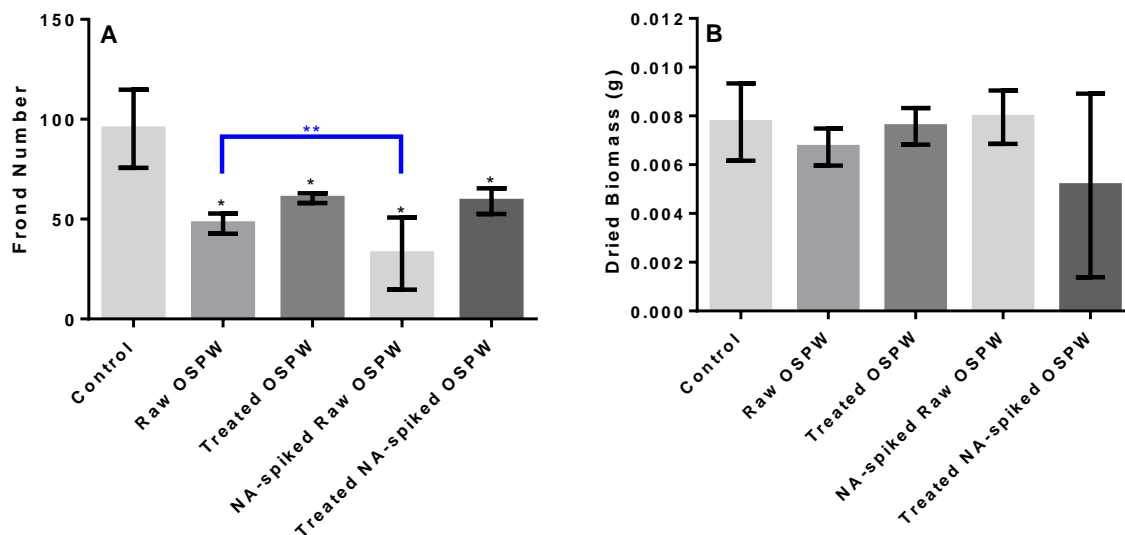 A
Frond Number
150
100
50
0
*
**
*
*
*
Control
Raw OSPW
Treated OSPW
NA-spiked Raw OSPW
Treated NA-spiked OSPW
B
Dried Biomass (g)
0.012
0.010
0.008
0.006
0.004
0.002
0.000
Control
Raw OSPW
Treated OSPW
NA-spiked Raw OSPW
Treated NA-spiked OSPW